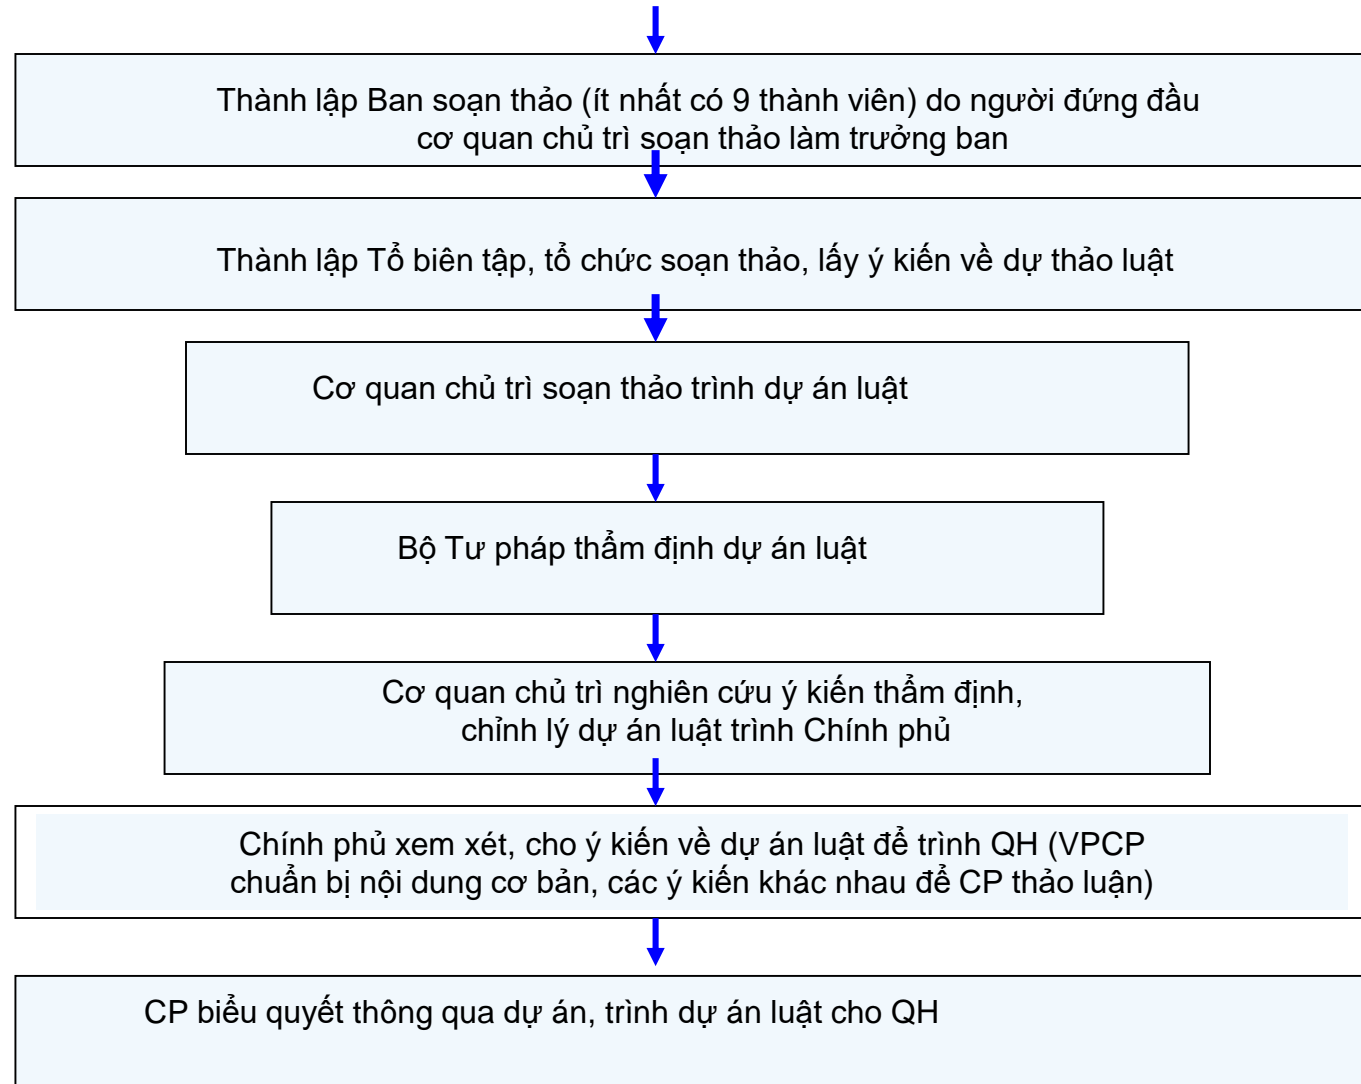 Thành lập Ban soạn thảo (ít nhất có 9 thành viên) do người đứng đầu
cơ quan chủ trì soạn thảo làm trưởng ban
Thành lập Tổ biên tập, tổ chức soạn thảo, lấy ý kiến về dự thảo luật
Cơ quan chủ trì soạn thảo trình dự án luật
Bộ Tư pháp thẩm định dự án luật
Cơ quan chủ trì nghiên cứu ý kiến thẩm định,
chỉnh lý dự án luật trình Chính phủ
Chính phủ xem xét, cho ý kiến về dự án luật để trình QH (VPCP
chuẩn bị nội dung cơ bản, các ý kiến khác nhau để CP thảo luận)
CP biểu quyết thông qua dự án, trình dự án luật cho QH